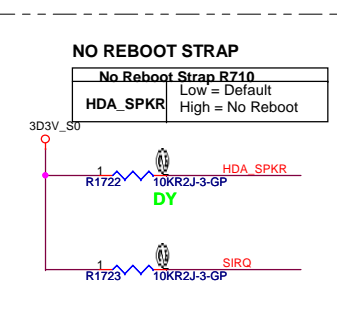 NO REBOOT STRAP
No Reboot Strap R710
HDA_SPKR
Low = Default
High = No Reboot
3D3V_S0
1
HDA_SPKR
R1722
10KR2J-3-GP
DY
1
SIRQ
R1723
10KR2J-3-GP